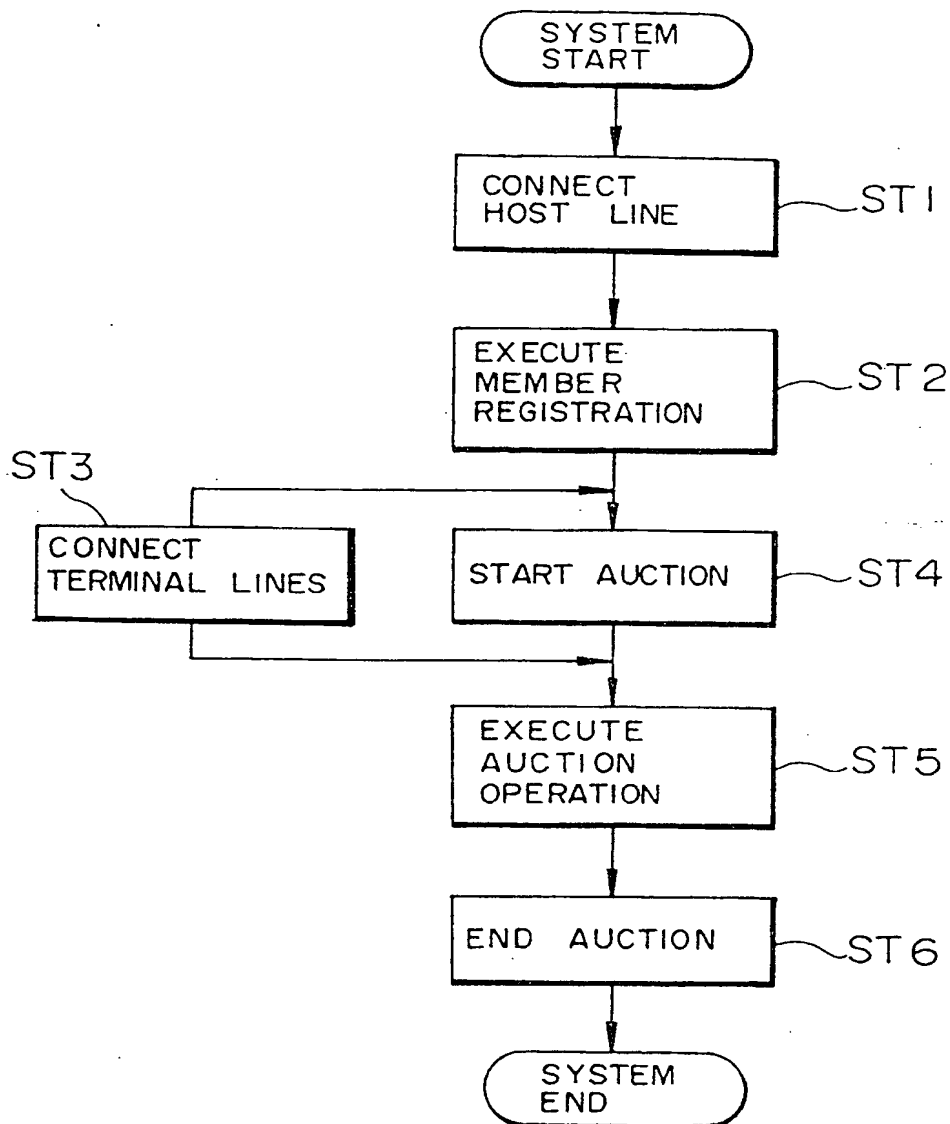 SYSTEM
START
CONNECT
HOST LINE
ST1
EXECUTE
MEMBER
REGISTRATION
ST2
ST3
CONNECT
TERMINAL LINES
START AUCTION
ST4
EXECUTE
AUCTION
OPERATION
ST5
END AUCTION
ST6
SYSTEM
END